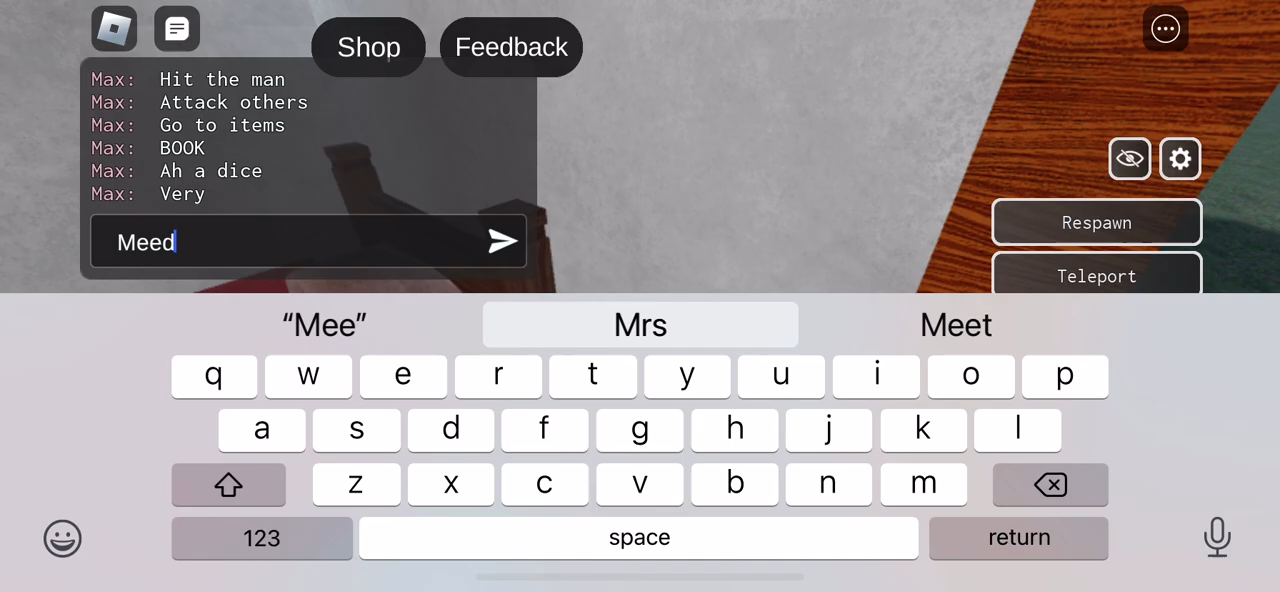 Shop
Feedback
Max: Hit the man
Max: Attack others
Max: Go to items
Max: BOOK
Max: Ah a dice
Max: Very
Meed
Respawn
Teleport
“Mee” Mrs Meet
q w e r t y u i o p
a s d f g h j k l
z x c v b n m
123 space return